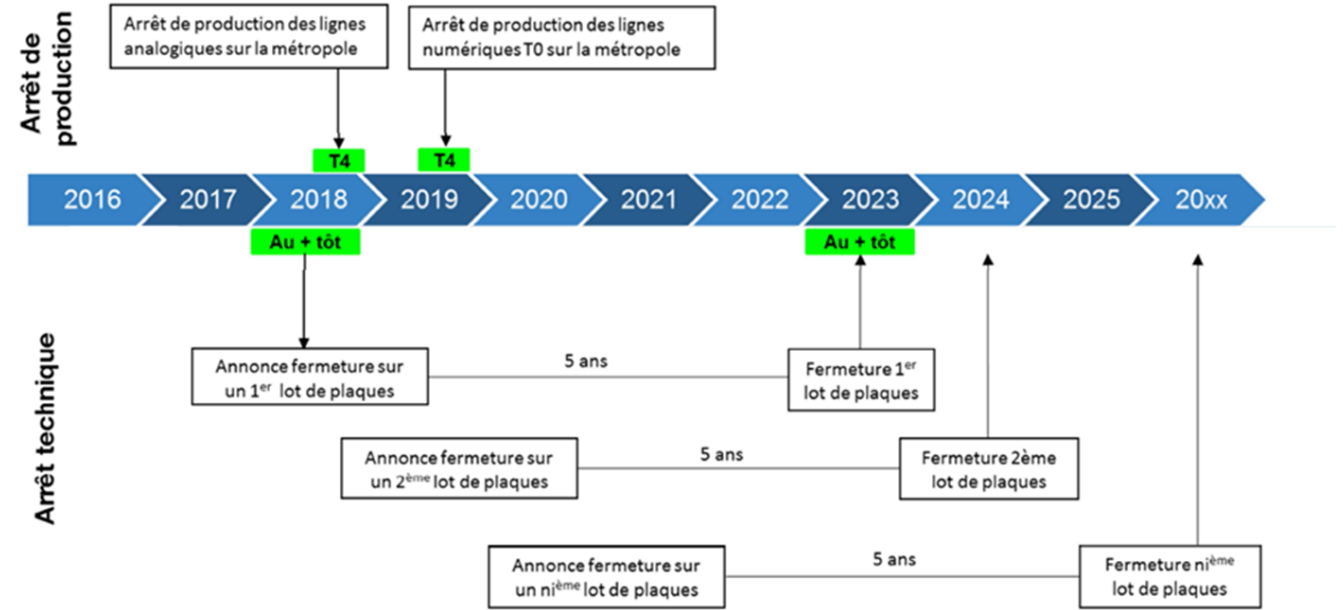 Arrêt de
production
Arrêt de production des lignes
analogiques sur la métropole
Arrêt de production des lignes
numériques T0 sur la métropole
T4
T4
2016
2017
2018
2019
2020
2021
2022
2023
2024
2025
20xx
Au + tôt
Au + tôt
Arrêt technique
Annonce fermeture sur
un 1er lot de plaques
5 ans
Fermeture 1er
lot de plaques
Annonce fermeture sur
un 2ème lot de plaques
5 ans
Fermeture 2ème
lot de plaques
Annonce fermeture sur
un nième lot de plaques
5 ans
Fermeture nième
lot de plaques